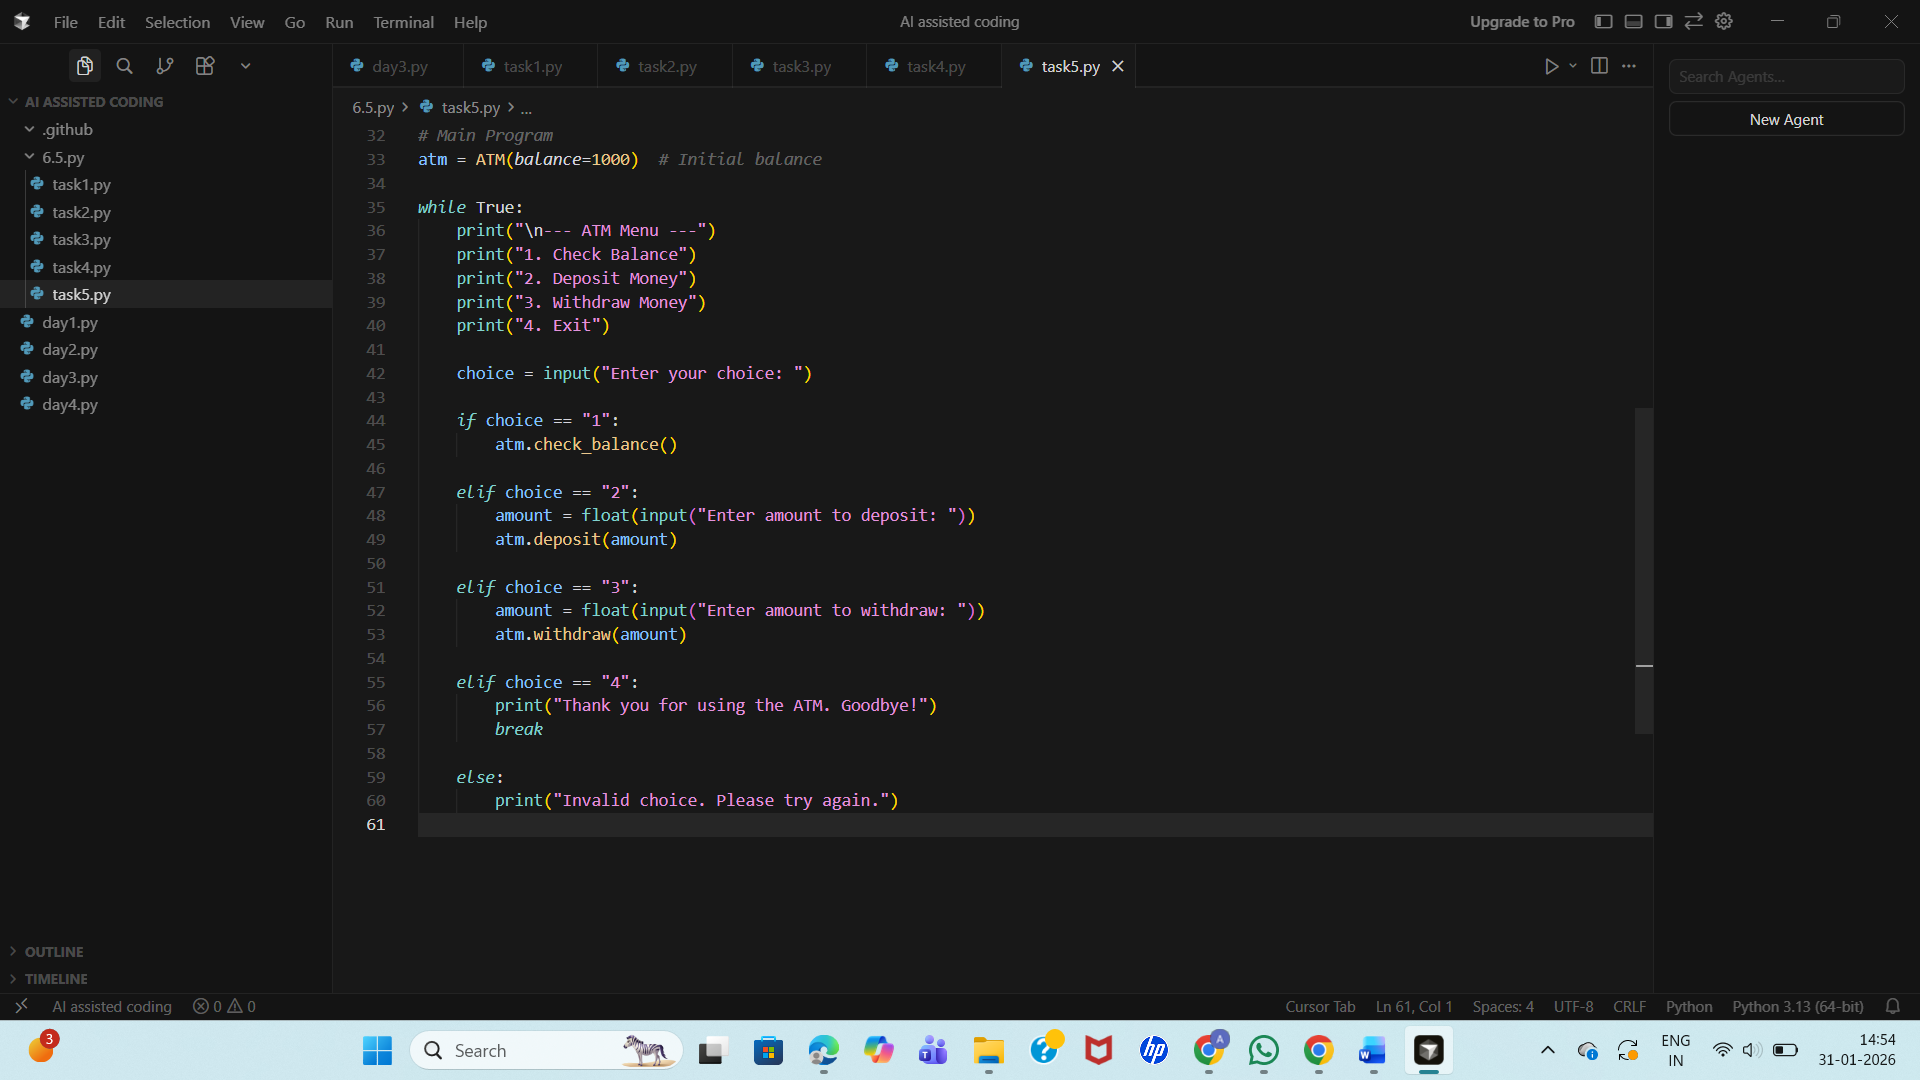 File Edit Selection View Go Run Terminal Help
AI assisted coding
Upgrade to Pro
day3.py
task1.py
task2.py
task3.py
task4.py
task5.py
Search Agents...
New Agent
AI ASSISTED CODING
.github
6.5.py
task1.py
task2.py
task3.py
task4.py
task5.py
day1.py
day2.py
day3.py
day4.py
OUTLINE
TIMELINE
6.5.py > task5.py > ...
32 # Main Program
33 atm = ATM(balance=1000)  # Initial balance
34
35 while True:
36     print("\n--- ATM Menu ---")
37     print("1. Check Balance")
38     print("2. Deposit Money")
39     print("3. Withdraw Money")
40     print("4. Exit")
41
42     choice = input("Enter your choice: ")
43
44     if choice == "1":
45         atm.check_balance()
46
47     elif choice == "2":
48         amount = float(input("Enter amount to deposit: "))
49         atm.deposit(amount)
50
51     elif choice == "3":
52         amount = float(input("Enter amount to withdraw: "))
53         atm.withdraw(amount)
54
55     elif choice == "4":
56         print("Thank you for using the ATM. Goodbye!")
57         break
58
59     else:
60         print("Invalid choice. Please try again.")
61
AI assisted coding 0 0
Cursor Tab Ln 61, Col 1 Spaces: 4 UTF-8 CRLF Python Python 3.13 (64-bit)
3
Search
T
?
hp
A
W
ENG
IN
14:54
31-01-2026